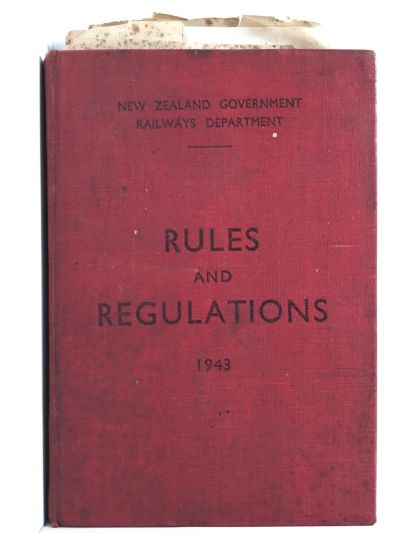 NEW ZEALAND GOVERNMENT
RAILWAYS DEPARTMENT
RULES
AND
REGULATIONS
1943